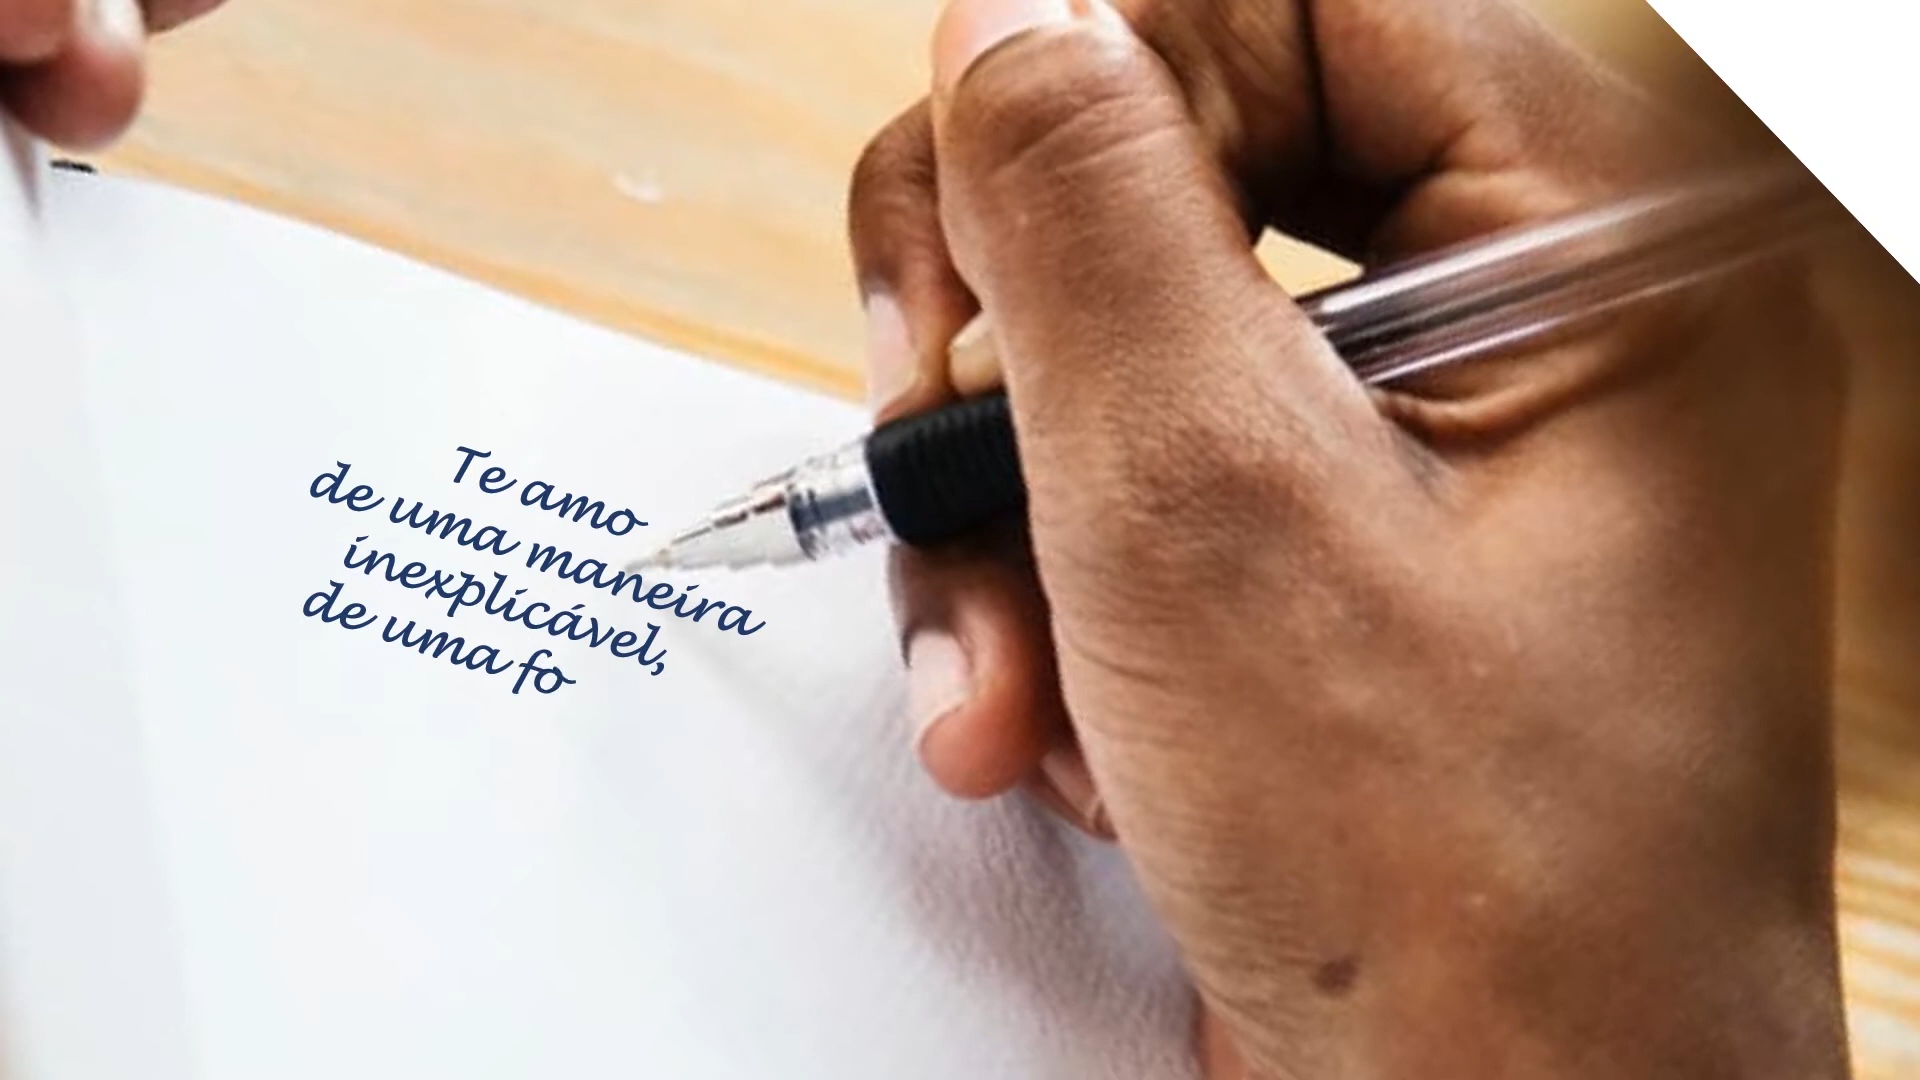 Te amo
de uma maneira
inexplicável,
de uma fo